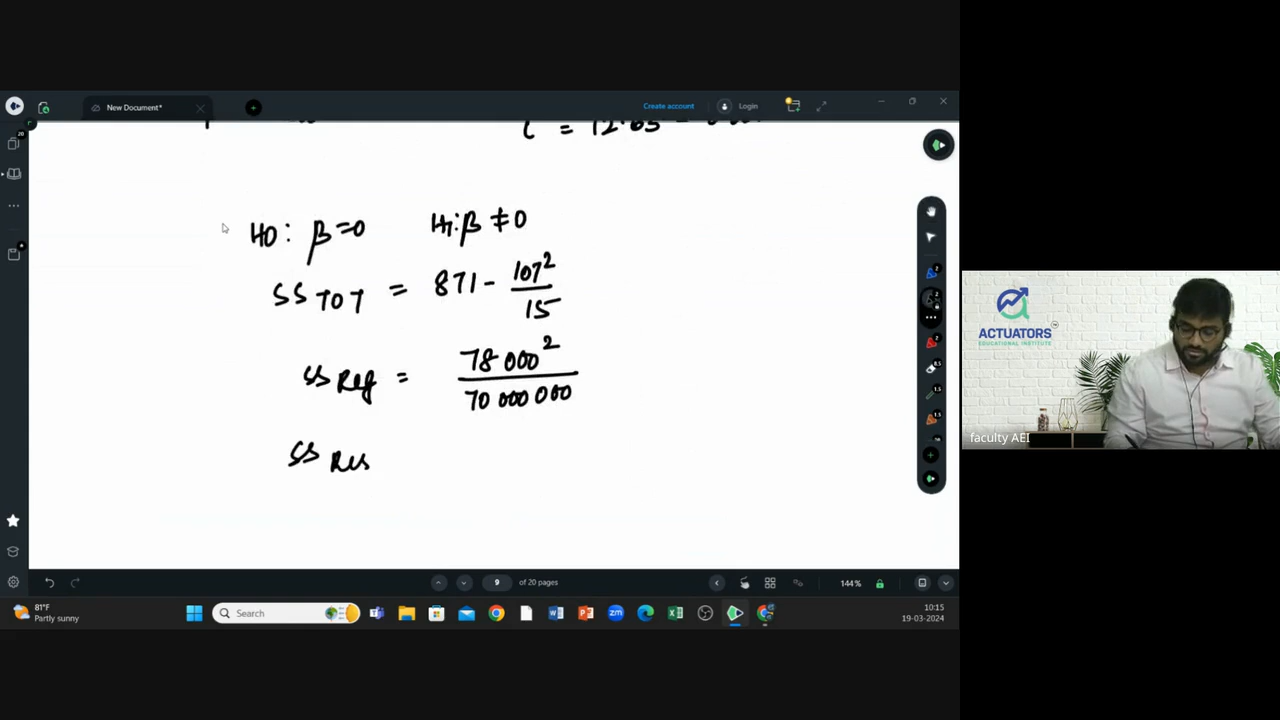 New Document*
Create account
Login
H0: β=0 H1: β ≠ 0
SS TOT = 871 - 107² / 15
SS Reg = 78 000² / 70 000 000
SS Res
9 of 20 pages
144%
ACTUATORS
EDUCATIONAL INSTITUTE
faculty AEI
81°F
Partly sunny
Search
10:15
19-03-2024